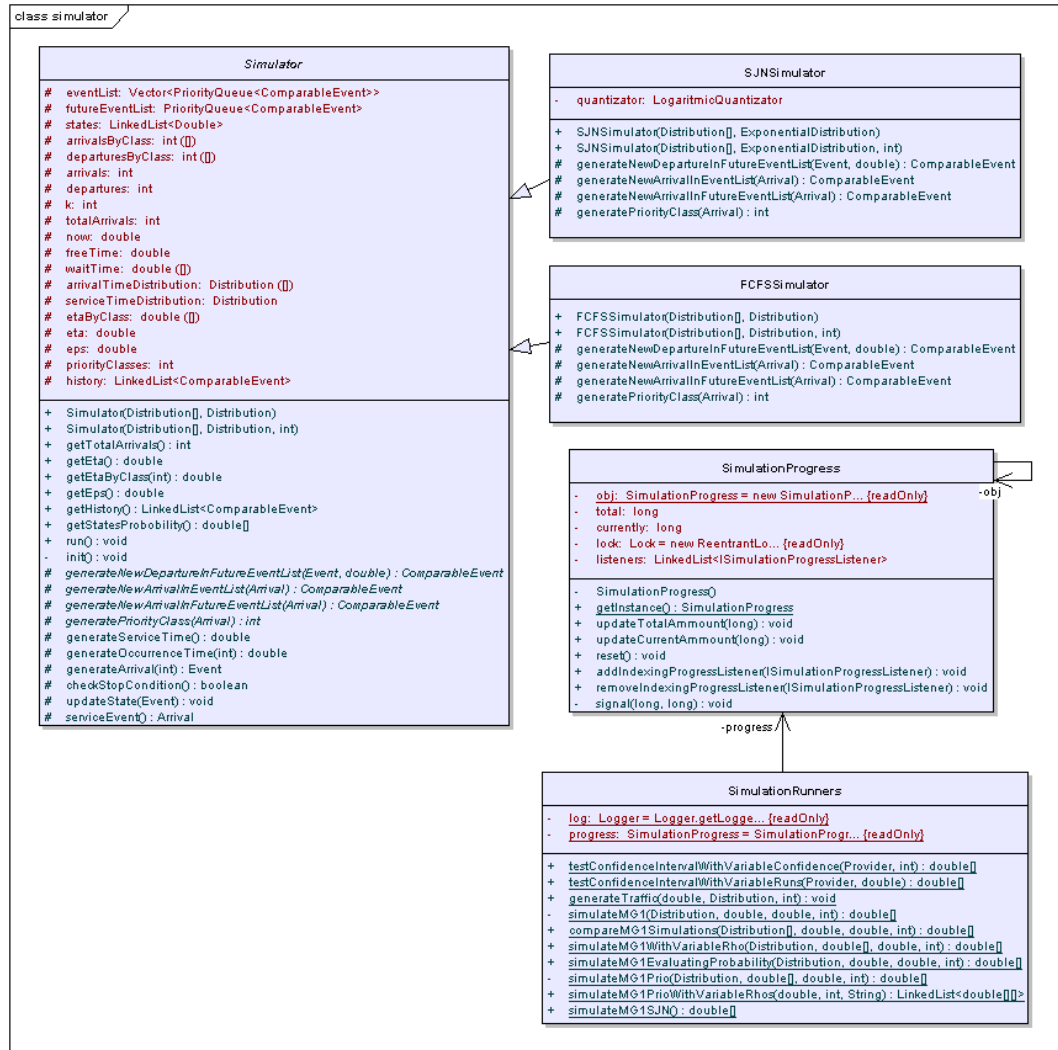 class simulator
Simulator
# eventList: Vector<PriorityQueue<ComparableEvent>>
# futureEventList: PriorityQueue<ComparableEvent>
# states: LinkedList<Double>
# arrivalsByClass: int ([])
# departuresByClass: int ([])
# arrivals: int
# departures: int
# k: int
# totalArrivals: int
# now: double
# freeTime: double
# waitTime: double ([])
# arrivalTimeDistribution: Distribution ([])
# serviceTimeDistribution: Distribution
# etaByClass: double ([])
# eta: double
# eps: double
# priorityClasses: int
# history: LinkedList<ComparableEvent>
+ Simulator(Distribution[], Distribution)
+ Simulator(Distribution[], Distribution, int)
+ getTotalArrivals() : int
+ getEta() : double
+ getEtaByClass(int) : double
+ getEps() : double
+ getHistory() : LinkedList<ComparableEvent>
+ getStatesProbobility() : double[]
+ run() : void
- init() : void
# generateNewDepartureInFutureEventList(Event, double) : ComparableEvent
# generateNewArrivalInEventList(Arrival) : ComparableEvent
# generateNewArrivalInFutureEventList(Arrival) : ComparableEvent
# generatePriorityClass(Arrival) : int
# generateServiceTime() : double
# generateOccurrenceTime(int) : double
# generateArrival(int) : Event
# checkStopCondition() : boolean
# updateState(Event) : void
# serviceEvent() : Arrival
SJNSimulator
- quantizator: LogaritmicQuantizator
+ SJNSimulator(Distribution[], ExponentialDistribution)
+ SJNSimulator(Distribution[], ExponentialDistribution, int)
# generateNewDepartureInFutureEventList(Event, double) : ComparableEvent
# generateNewArrivalInEventList(Arrival) : ComparableEvent
# generateNewArrivalInFutureEventList(Arrival) : ComparableEvent
# generatePriorityClass(Arrival) : int
FCFSSimulator
+ FCFSSimulator(Distribution[], Distribution)
+ FCFSSimulator(Distribution[], Distribution, int)
# generateNewDepartureInFutureEventList(Event, double) : ComparableEvent
# generateNewArrivalInEventList(Arrival) : ComparableEvent
# generateNewArrivalInFutureEventList(Arrival) : ComparableEvent
# generatePriorityClass(Arrival) : int
SimulationProgress
- obj: SimulationProgress = new SimulationP... {readOnly}
- total: long
- currently: long
- lock: Lock = new ReentrantLo... {readOnly}
- listeners: LinkedList<ISimulationProgressListener>
- SimulationProgress()
+ getInstance() : SimulationProgress
+ updateTotalAmmount(long) : void
+ updateCurrentAmmount(long) : void
+ reset() : void
+ addIndexingProgressListener(ISimulationProgressListener) : void
+ removeIndexingProgressListener(ISimulationProgressListener) : void
- signal(long, long) : void
-obj
-progress
SimulationRunners
- log: Logger = Logger.getLogge... {readOnly}
- progress: SimulationProgress = SimulationProgr... {readOnly}
+ testConfidenceIntervalWithVariableConfidence(Provider, int) : double[]
+ testConfidenceIntervalWithVariableRuns(Provider, double) : double[]
+ generateTraffic(double, Distribution, int) : void
- simulateMG1(Distribution, double, double, int) : double[]
+ compareMG1Simulations(Distribution[], double, double, int) : double[]
+ simulateMG1WithVariableRho(Distribution, double[], double, int) : double[]
+ simulateMG1EvaluatingProbability(Distribution, double, double, int) : double[]
- simulateMG1Prio(Distribution, double[], double, int) : double[]
+ simulateMG1PrioWithVariableRhos(double, int, String) : LinkedList<double[][]>
+ simulateMG1SJN() : double[]